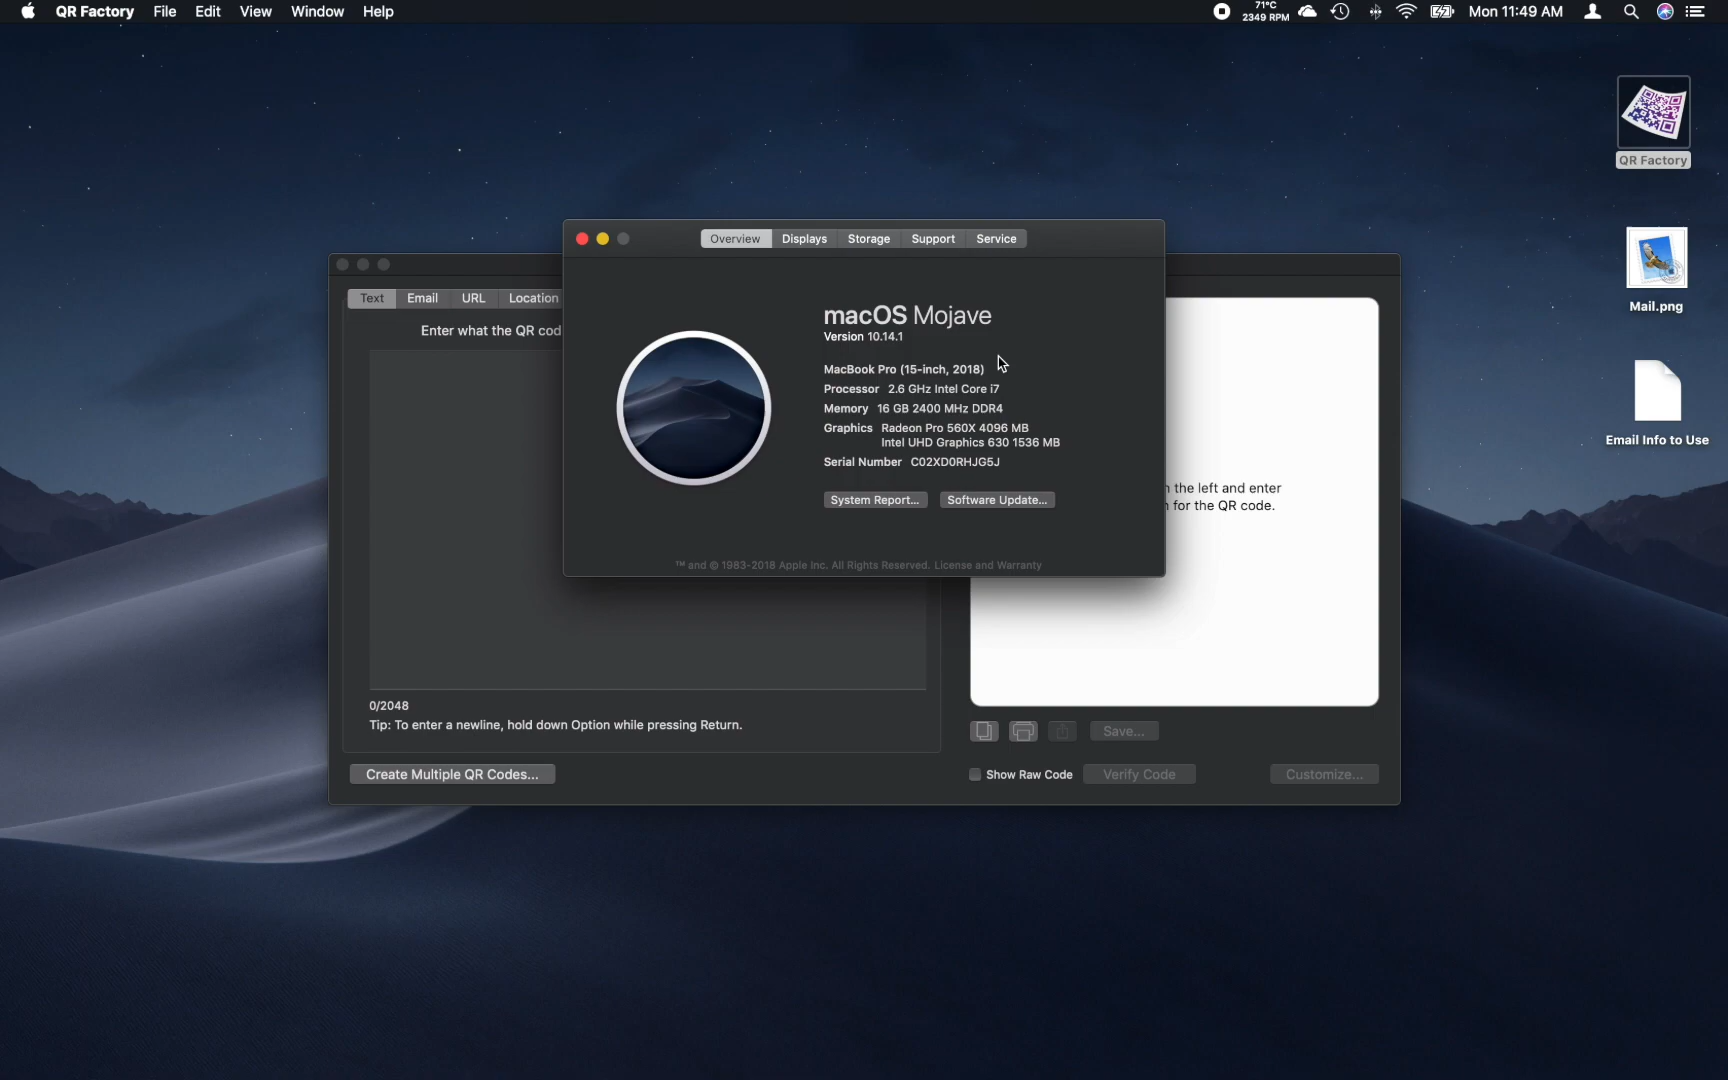 QR Factory File Edit View Window Help
71°C
2349 RPM
Mon 11:49 AM
QR Factory
Mail.png
Email Info to Use
Overview Displays Storage Support Service
macOS Mojave
Version 10.14.1
MacBook Pro (15-inch, 2018)
Processor 2.6 GHz Intel Core i7
Memory 16 GB 2400 MHz DDR4
Graphics Radeon Pro 560X 4096 MB
Intel UHD Graphics 630 1536 MB
Serial Number C02XD0RHJG5J
System Report... Software Update...
™ and © 1983-2018 Apple Inc. All Rights Reserved. License and Warranty
Text Email URL Location
Enter what the QR cod
the left and enter
for the QR code.
0/2048
Tip: To enter a newline, hold down Option while pressing Return.
Save...
Create Multiple QR Codes...
Show Raw Code Verify Code Customize...